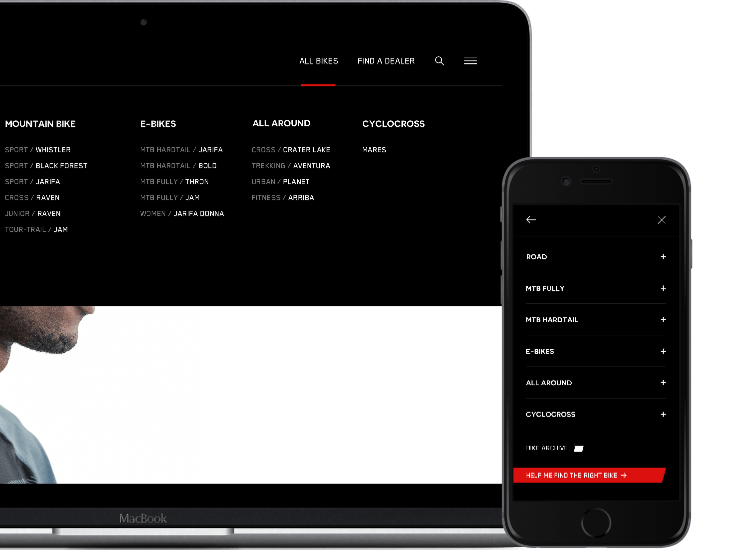 ALL BIKES FIND A DEALER
MOUNTAIN BIKE
SPORT / WHISTLER
SPORT / BLACK FOREST
SPORT / JARIFA
CROSS / RAVEN
JUNIOR / RAVEN
TOUR-TRAIL / JAM
E-BIKES
MTB HARDTAIL / JARIFA
MTB HARDTAIL / BOLD
MTB FULLY / THRON
MTB FULLY / JAM
WOMEN / JARIFA DONNA
ALL AROUND
CROSS / CRATER LAKE
TREKKING / AVENTURA
URBAN / PLANET
FITNESS / ARRIBA
CYCLOCROSS
MARES
MacBook
ROAD
MTB FULLY
MTB HARDTAIL
E-BIKES
ALL AROUND
CYCLOCROSS
BIKE ARCHIVE
HELP ME FIND THE RIGHT BIKE →